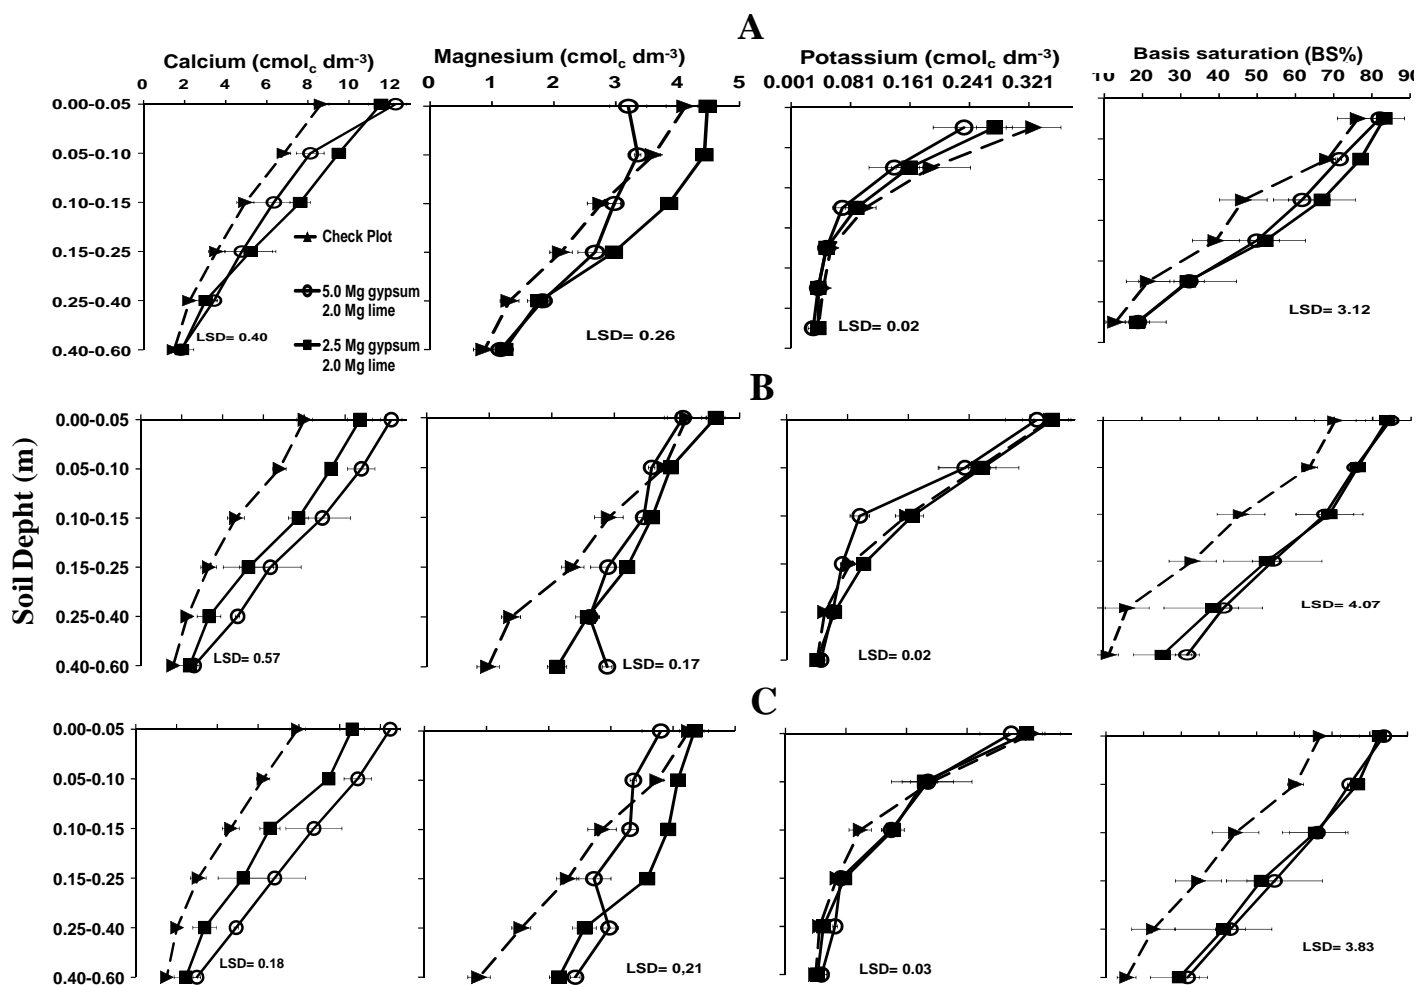 A
Calcium (cmolc dm-3)
Magnesium (cmolc dm-3)
Potassium (cmolc dm-3)
Basis saturation (BS%)
0 2 4 6 8 10 12
0 1 2 3 4 5
0.001 0.081 0.161 0.241 0.321
10 20 30 40 50 60 70 80 90
0.00-0.05
0.05-0.10
0.10-0.15
0.15-0.25
0.25-0.40
0.40-0.60
Check Plot
5.0 Mg gypsum
2.0 Mg lime
2.5 Mg gypsum
2.0 Mg lime
LSD= 0.40
LSD= 0.26
LSD= 0.02
LSD= 3.12
B
Soil Depht (m)
0.00-0.05
0.05-0.10
0.10-0.15
0.15-0.25
0.25-0.40
0.40-0.60
LSD= 0.57
LSD= 0.17
LSD= 0.02
LSD= 4.07
C
0.00-0.05
0.05-0.10
0.10-0.15
0.15-0.25
0.25-0.40
0.40-0.60
LSD= 0.18
LSD= 0,21
LSD= 0.03
LSD= 3.83